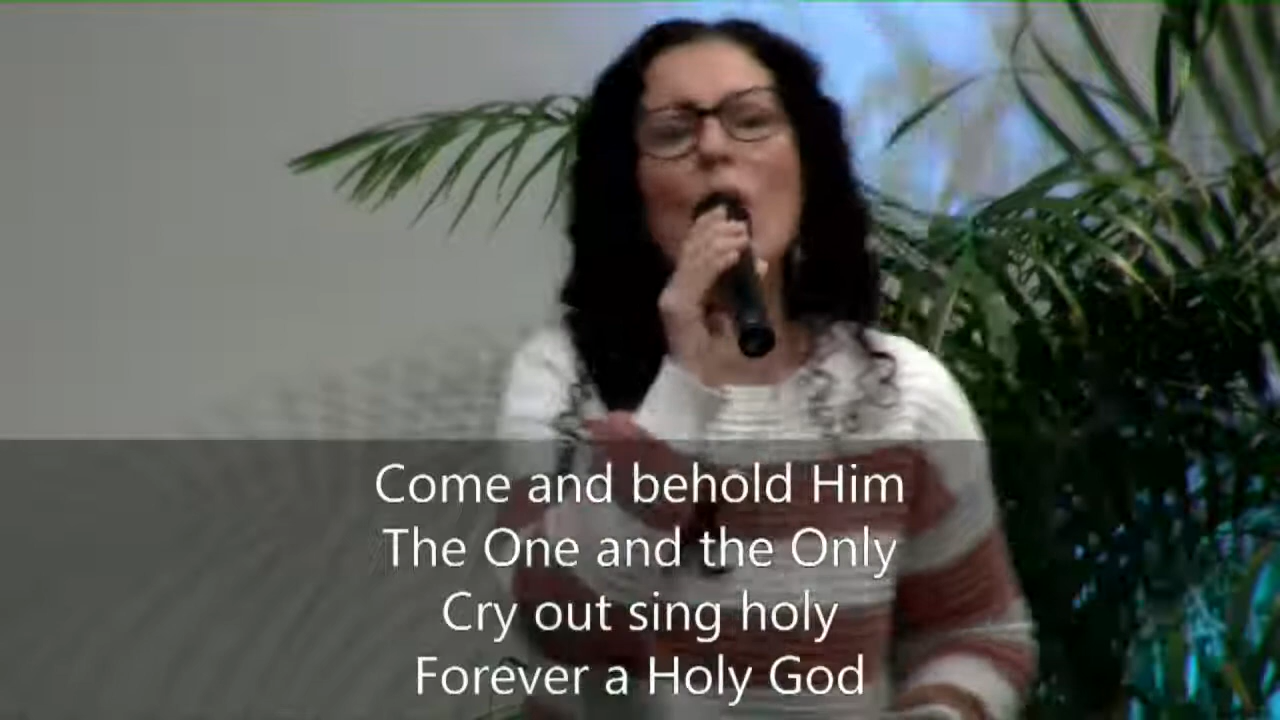 Come and behold Him
The One and the Only
Cry out sing holy
Forever a Holy God